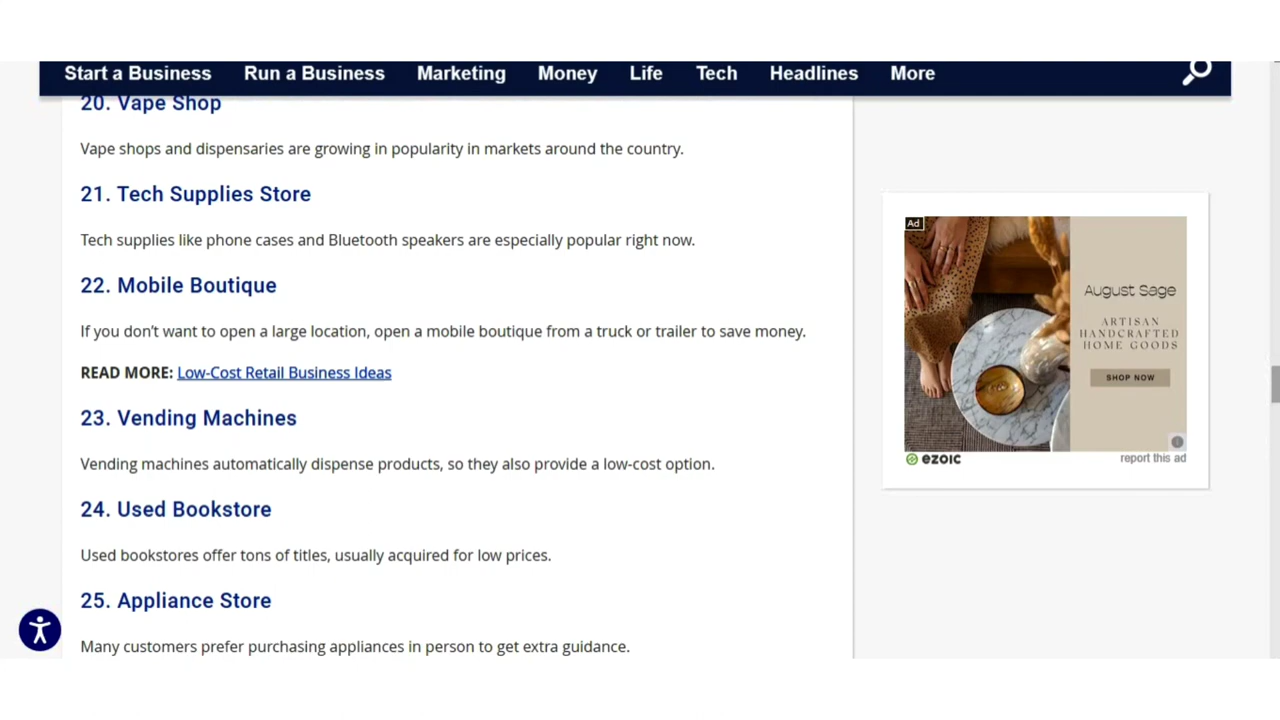 Start a Business Run a Business Marketing Money Life Tech Headlines More
20. Vape Shop
Vape shops and dispensaries are growing in popularity in markets around the country.
21. Tech Supplies Store
Tech supplies like phone cases and Bluetooth speakers are especially popular right now.
22. Mobile Boutique
If you don’t want to open a large location, open a mobile boutique from a truck or trailer to save money.
READ MORE: Low-Cost Retail Business Ideas
23. Vending Machines
Vending machines automatically dispense products, so they also provide a low-cost option.
24. Used Bookstore
Used bookstores offer tons of titles, usually acquired for low prices.
25. Appliance Store
Many customers prefer purchasing appliances in person to get extra guidance.
Ad
August Sage
ARTISAN
HANDCRAFTED
HOME GOODS
SHOP NOW
ezoic report this ad